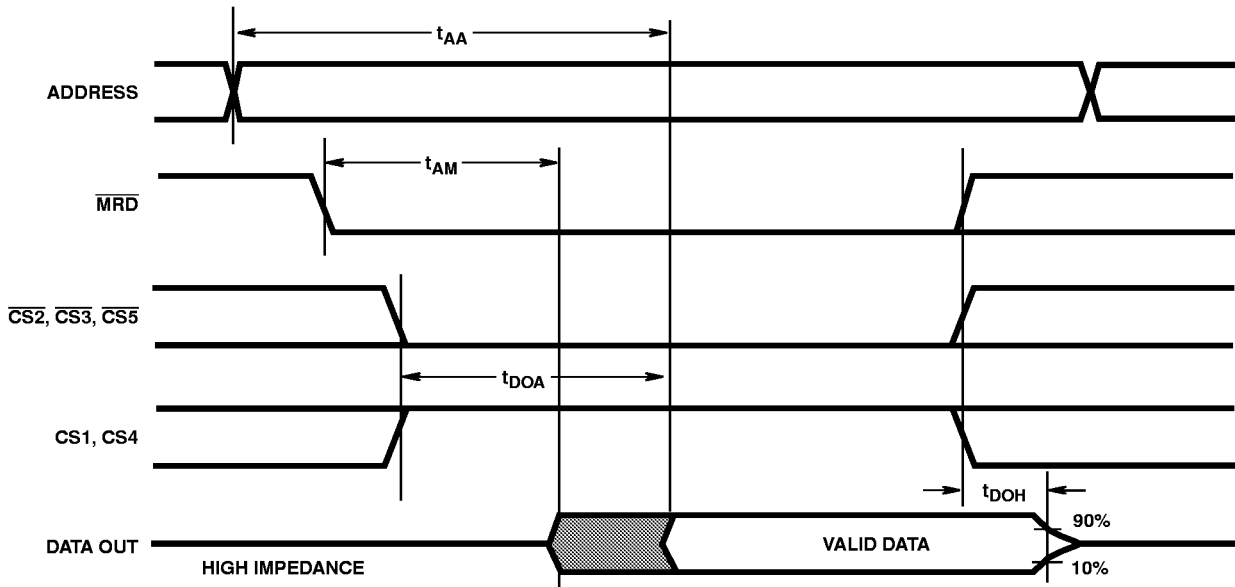 tAA
ADDRESS
tAM
MRD
CS2, CS3, CS5
tDOA
CS1, CS4
tDOH
90%
DATA OUT
VALID DATA
HIGH IMPEDANCE
10%